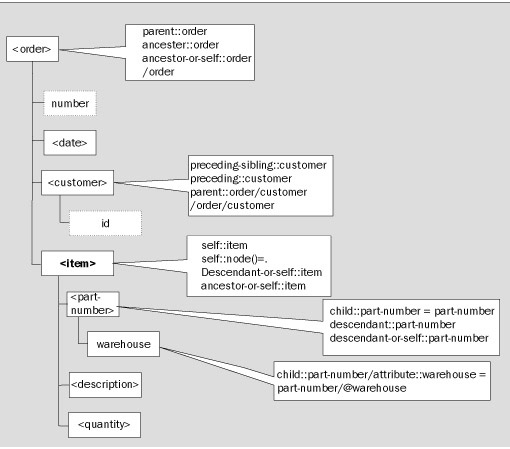 <order>
parent::order
ancester::order
ancestor-or-self::order
/order
number
<date>
<customer>
preceding-sibling::customer
preceding::customer
parent::order/customer
/order/customer
id
<item>
self::item
self::node()=.
Descendant-or-self::item
ancestor-or-self::item
<part-
number>
child::part-number = part-number
descendant::part-number
descendant-or-self::part-number
warehouse
child::part-number/attribute::warehouse =
part-number/@warehouse
<description>
<quantity>